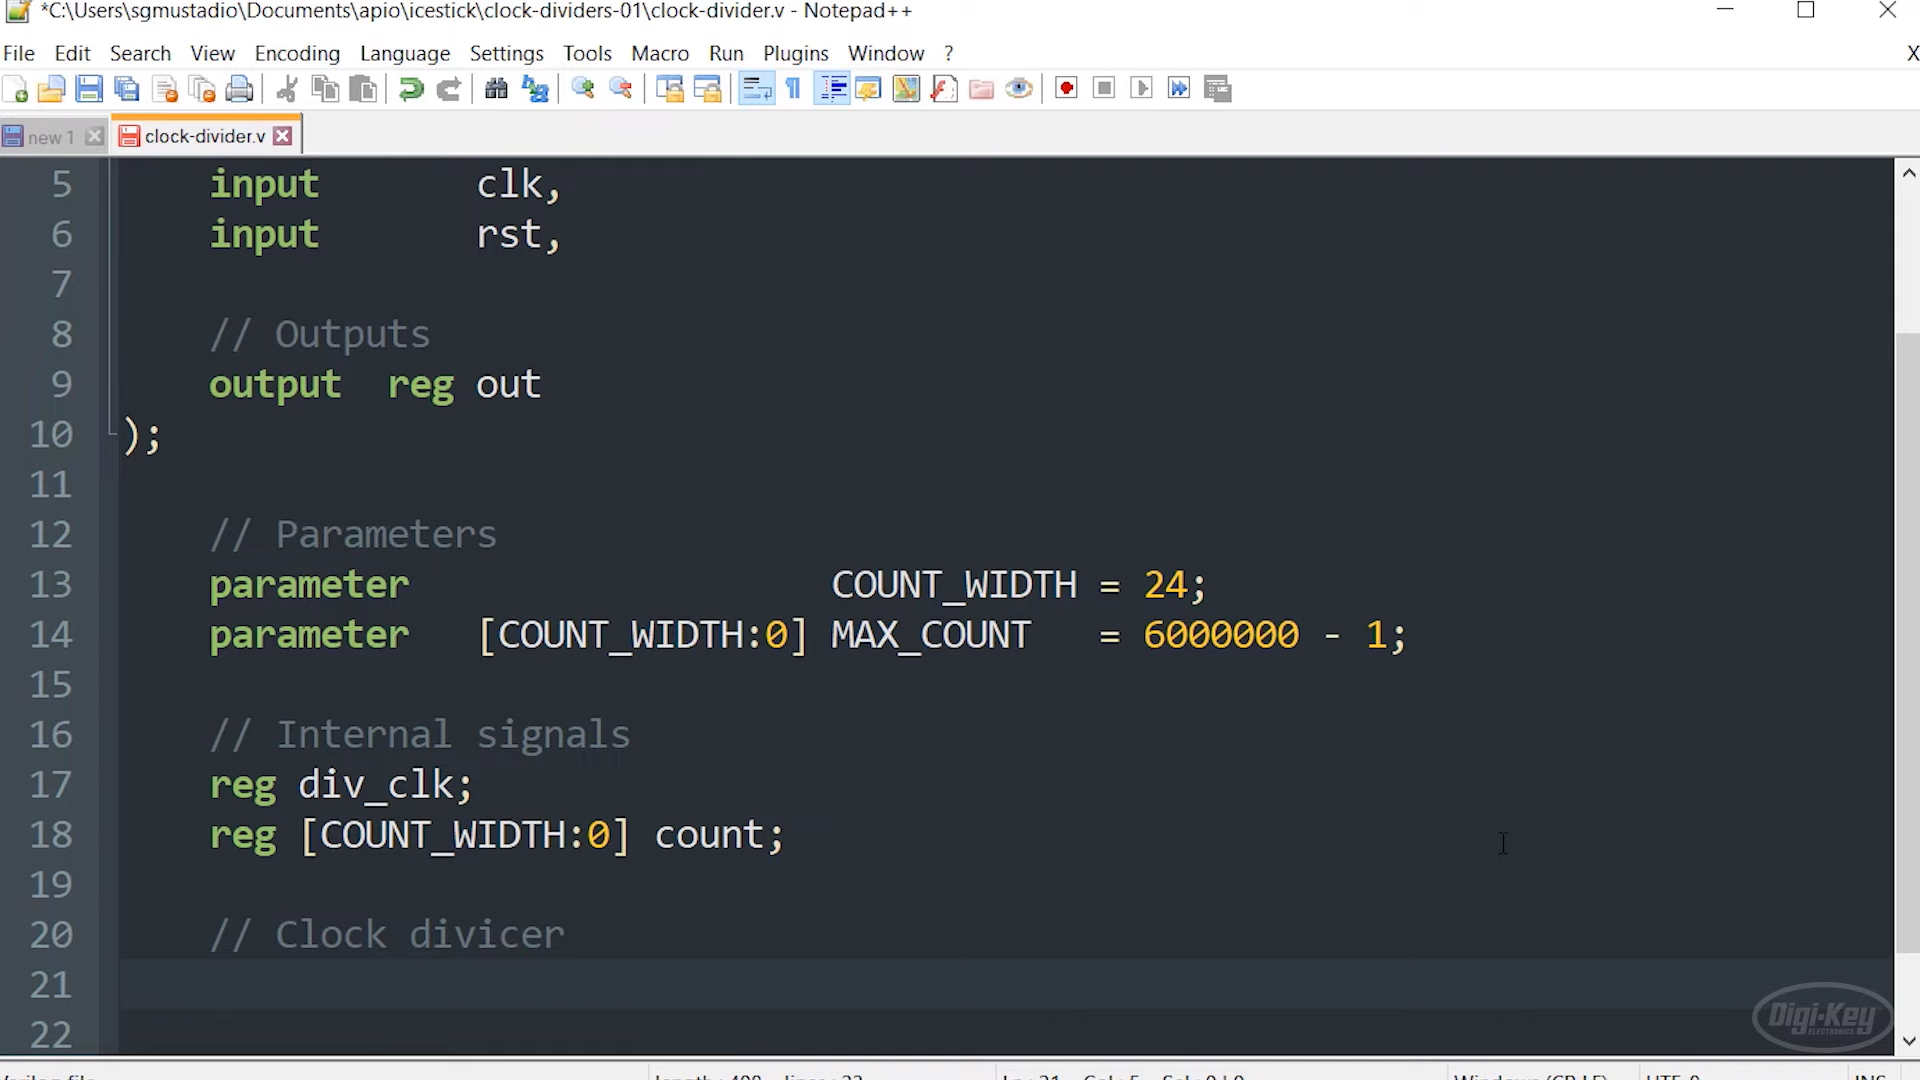 *C:\Users\sgmustadio\Documents\apio\icestick\clock-dividers-01\clock-divider.v - Notepad++
File Edit Search View Encoding Language Settings Tools Macro Run Plugins Window ? X
new 1 clock-divider.v
5 input clk,
6 input rst,
7
8 // Outputs
9 output reg out
10 );
11
12 // Parameters
13 parameter COUNT_WIDTH = 24;
14 parameter [COUNT_WIDTH:0] MAX_COUNT = 6000000 - 1;
15
16 // Internal signals
17 reg div_clk;
18 reg [COUNT_WIDTH:0] count;
19
20 // Clock divicer
21
22
Digi-Key
ELECTRONICS